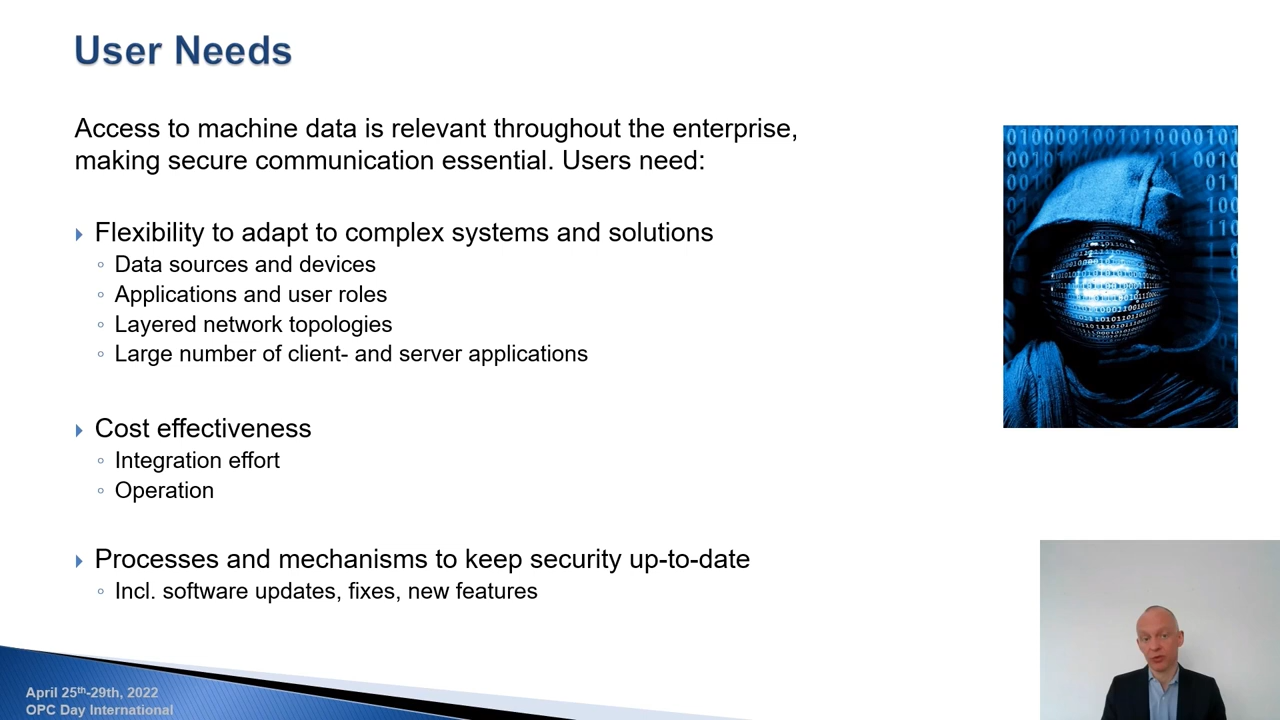 User Needs
Access to machine data is relevant throughout the enterprise,
making secure communication essential. Users need:
Flexibility to adapt to complex systems and solutions
Data sources and devices
Applications and user roles
Layered network topologies
Large number of client- and server applications
Cost effectiveness
Integration effort
Operation
Processes and mechanisms to keep security up-to-date
Incl. software updates, fixes, new features
April 25th-29th, 2022
OPC Day International